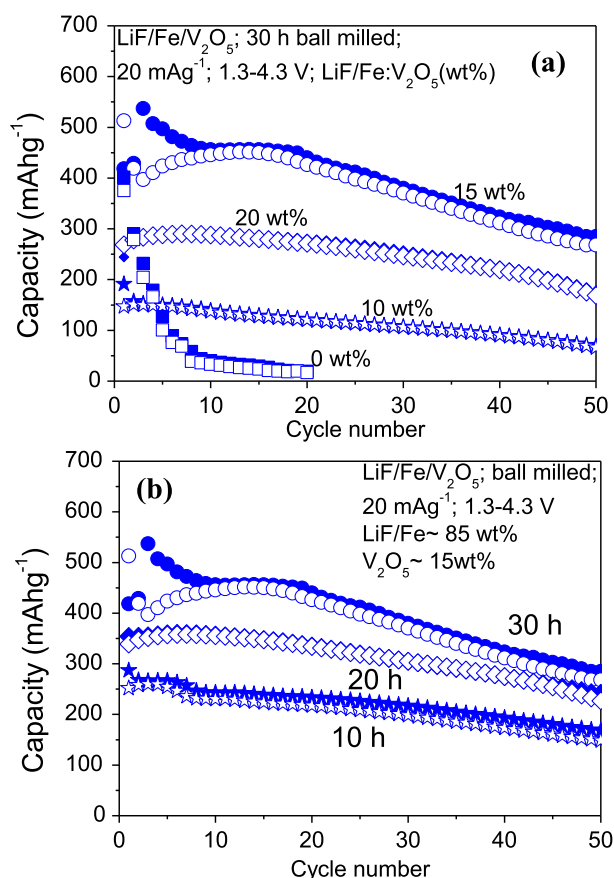 700
600
500
400
300
200
100
0
Capacity (mAhg⁻¹)
LiF/Fe/V₂O₅; 30 h ball milled;
20 mAg⁻¹; 1.3-4.3 V; LiF/Fe:V₂O₅(wt%)
(a)
15 wt%
20 wt%
10 wt%
0 wt%
0 10 20 30 40 50
Cycle number
700
600
500
400
300
200
100
0
Capacity (mAhg⁻¹)
(b)
LiF/Fe/V₂O₅; ball milled;
20 mAg⁻¹; 1.3-4.3 V
LiF/Fe~ 85 wt%
V₂O₅~ 15wt%
30 h
20 h
10 h
0 10 20 30 40 50
Cycle number